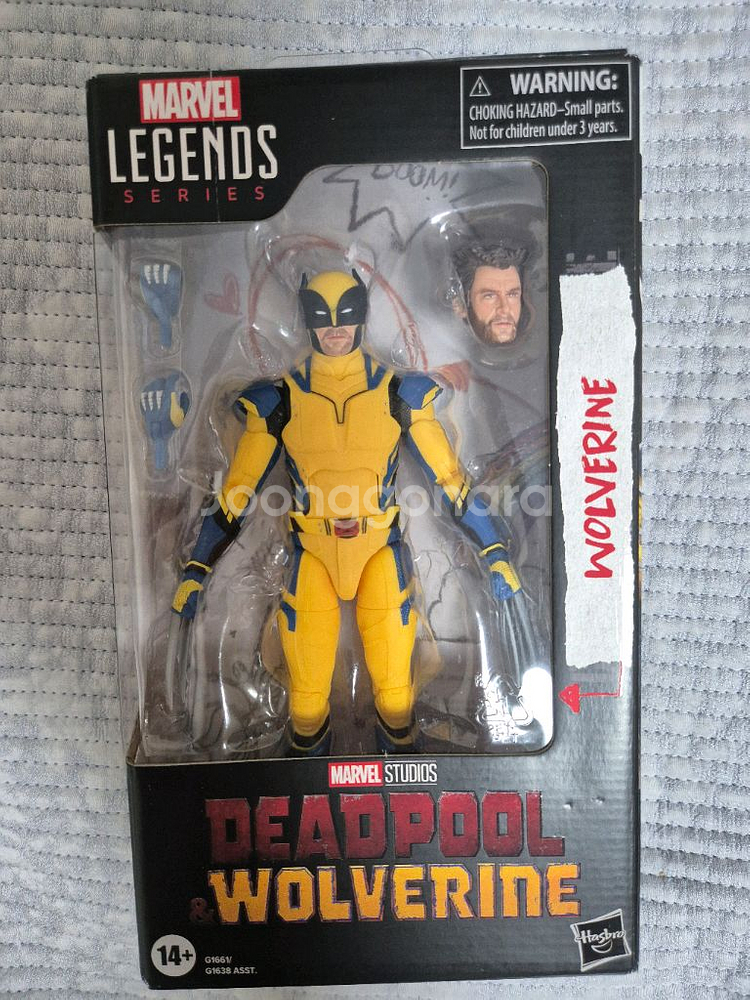 MARVEL
LEGENDS
SERIES
WARNING:
CHOKING HAZARD–Small parts.
Not for children under 3 years.
BOOM!
WOLVERINE
Joonggonara
MARVEL STUDIOS
DEADPOOL
& WOLVERINE
14+
G1661/
G1638 ASST.
Hasbro